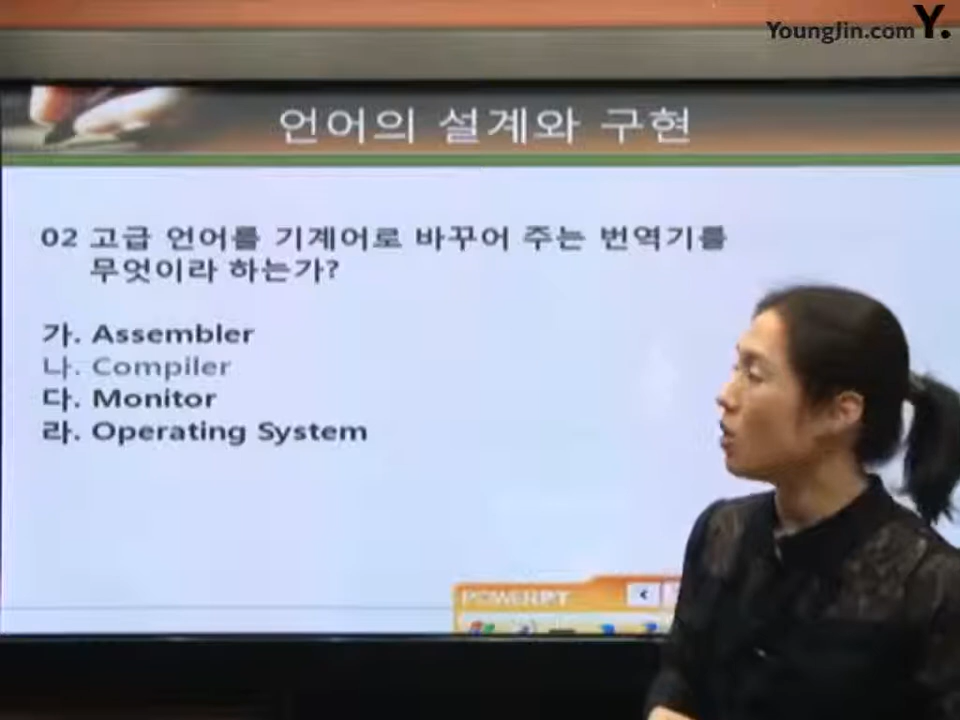 YoungJin.com Y.
언어의 설계와 구현
02 고급 언어를 기계어로 바꾸어 주는 번역기를
무엇이라 하는가?
가. Assembler
나. Compiler
다. Monitor
라. Operating System
POWERPT